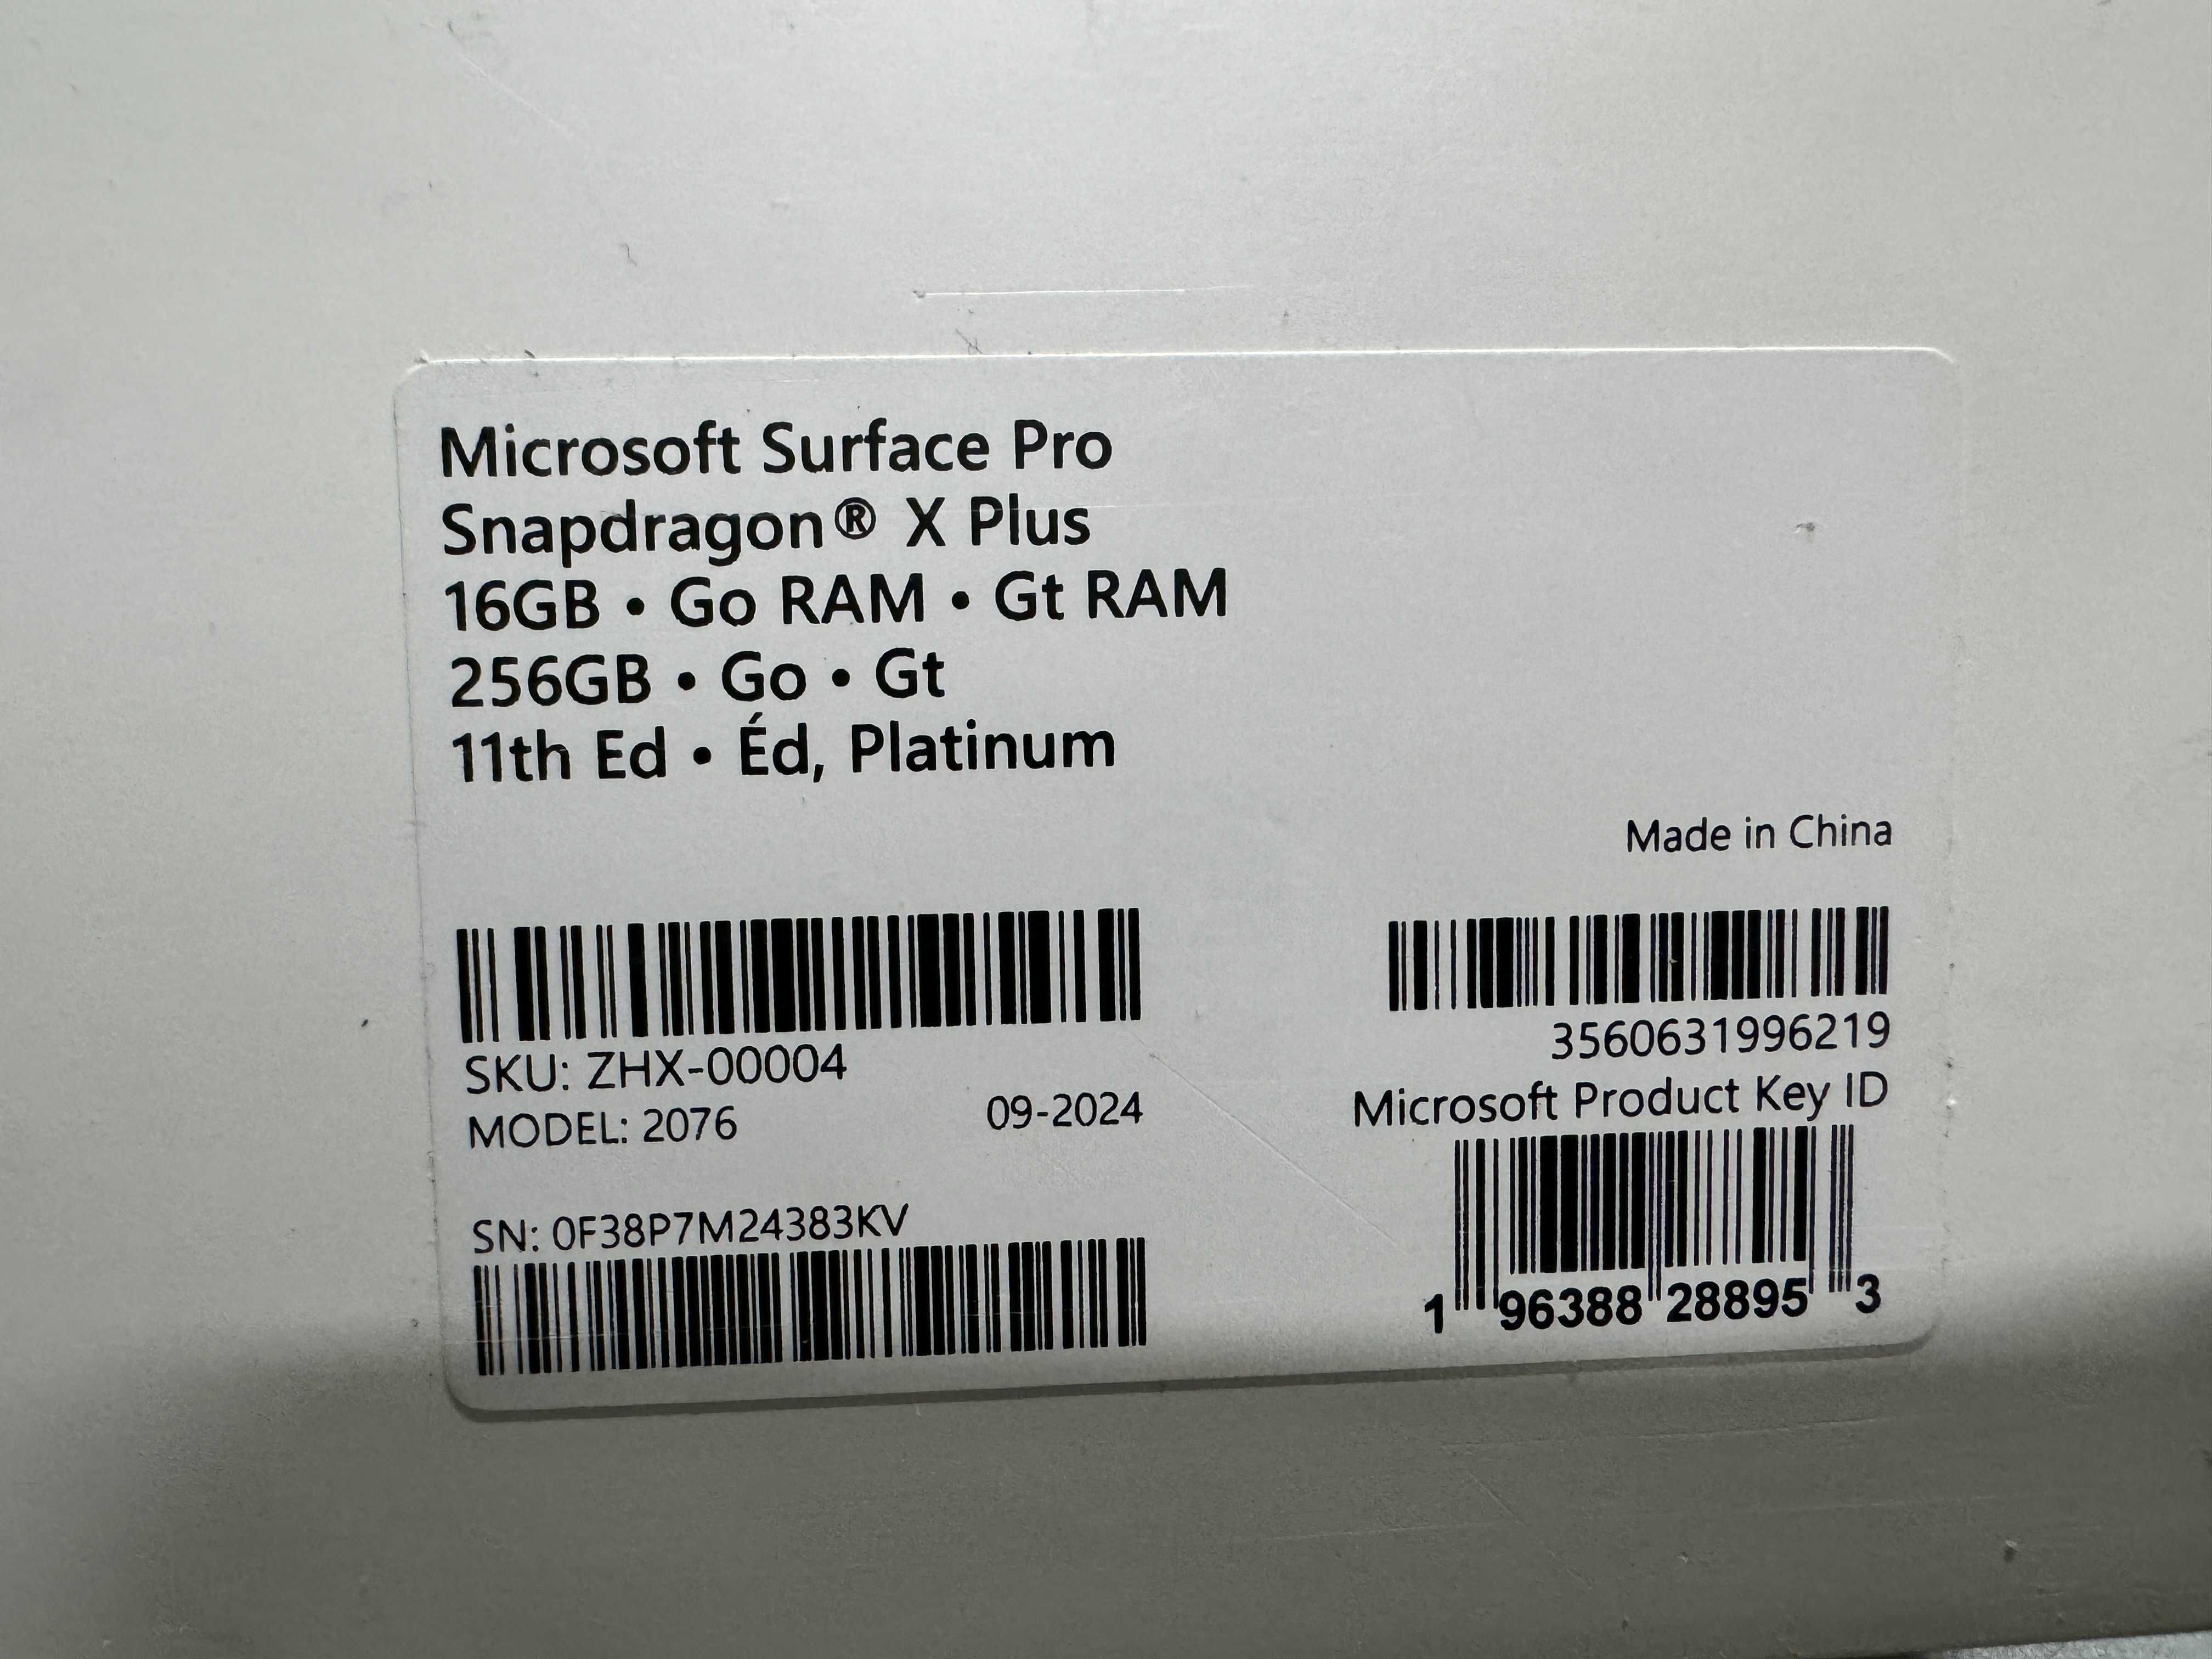 Microsoft Surface Pro
Snapdragon® X Plus
16GB • Go RAM • Gt RAM
256GB • Go • Gt
11th Ed • Éd, Platinum
Made in China
SKU: ZHX-00004
MODEL: 2076 09-2024
SN: 0F38P7M24383KV
3560631996219
Microsoft Product Key ID
1 96388 28895 3